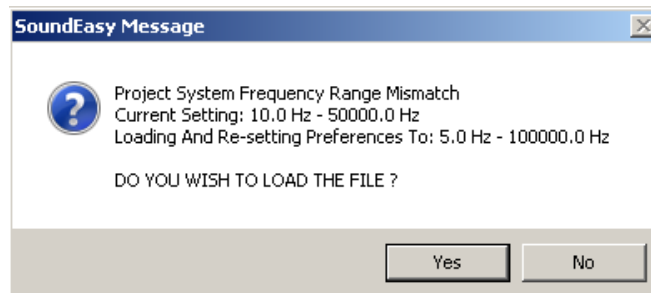 SoundEasy Message
Project System Frequency Range Mismatch
Current Setting: 10.0 Hz - 50000.0 Hz
Loading And Re-setting Preferences To: 5.0 Hz - 100000.0 Hz
DO YOU WISH TO LOAD THE FILE ?
Yes
No